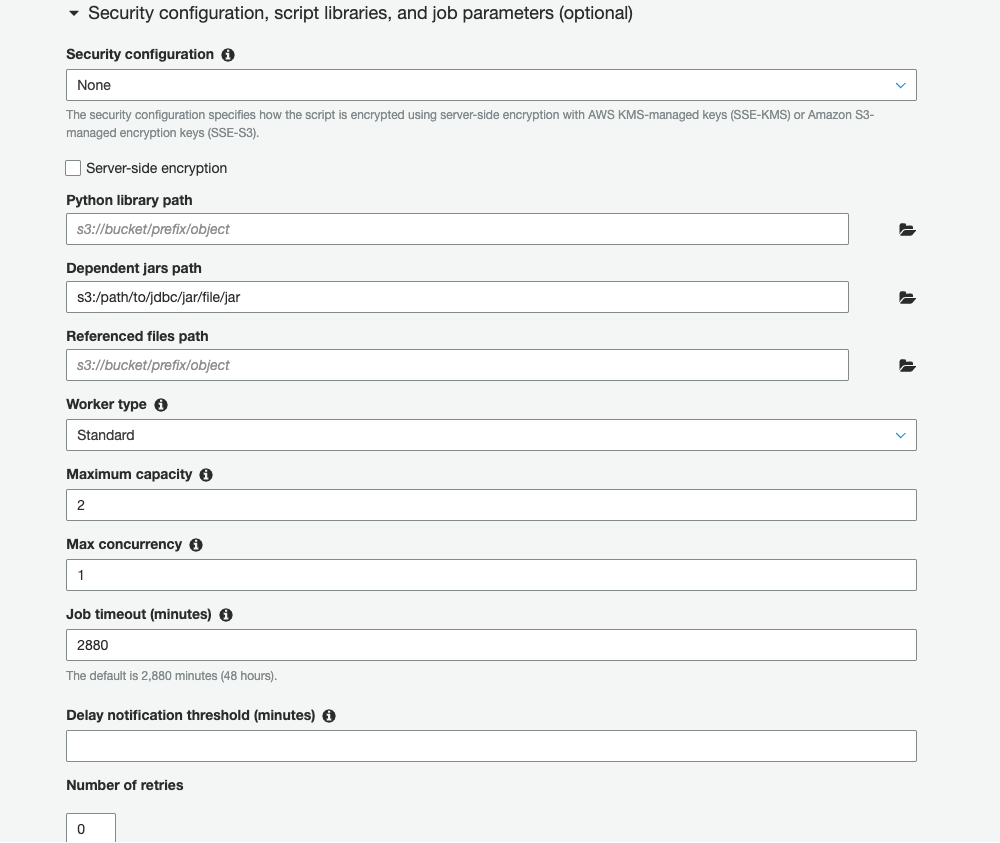 Security configuration, script libraries, and job parameters (optional)
Security configuration
None
The security configuration specifies how the script is encrypted using server-side encryption with AWS KMS-managed keys (SSE-KMS) or Amazon S3-
managed encryption keys (SSE-S3).
Server-side encryption
Python library path
s3://bucket/prefix/object
Dependent jars path
s3:/path/to/jdbc/jar/file/jar
Referenced files path
s3://bucket/prefix/object
Worker type
Standard
Maximum capacity
2
Max concurrency
1
Job timeout (minutes)
2880
The default is 2,880 minutes (48 hours).
Delay notification threshold (minutes)
Number of retries
0